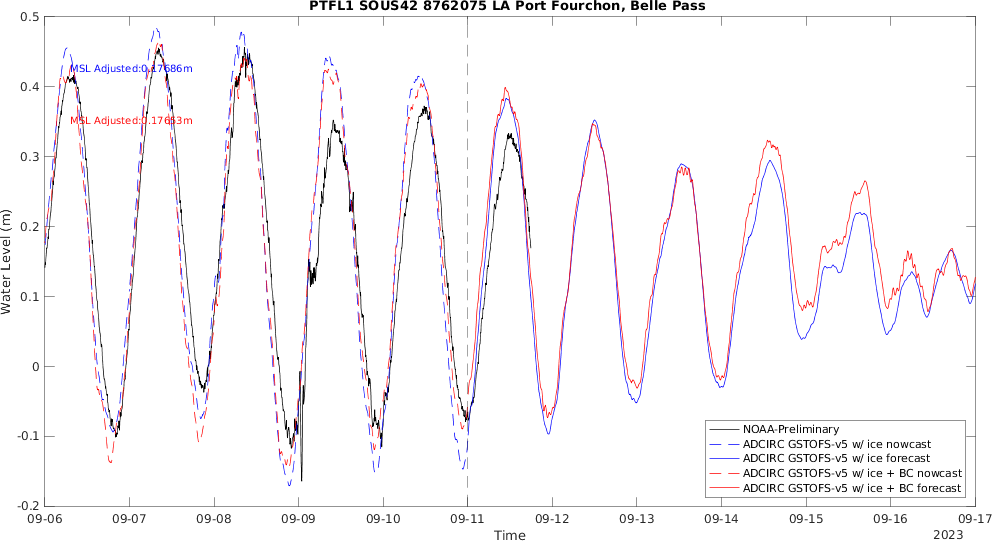 PTFL1 SOUS42 8762075 LA Port Fourchon, Belle Pass
0.5
0.4
0.3
0.2
0.1
0
-0.1
-0.2
Water Level (m)
MSL Adjusted:0.17686m
MSL Adjusted:0.17653m
NOAA-Preliminary
ADCIRC GSTOFS-v5 w/ ice nowcast
ADCIRC GSTOFS-v5 w/ ice forecast
ADCIRC GSTOFS-v5 w/ ice + BC nowcast
ADCIRC GSTOFS-v5 w/ ice + BC forecast
09-06 09-07 09-08 09-09 09-10 09-11 09-12 09-13 09-14 09-15 09-16 09-17
Time
2023